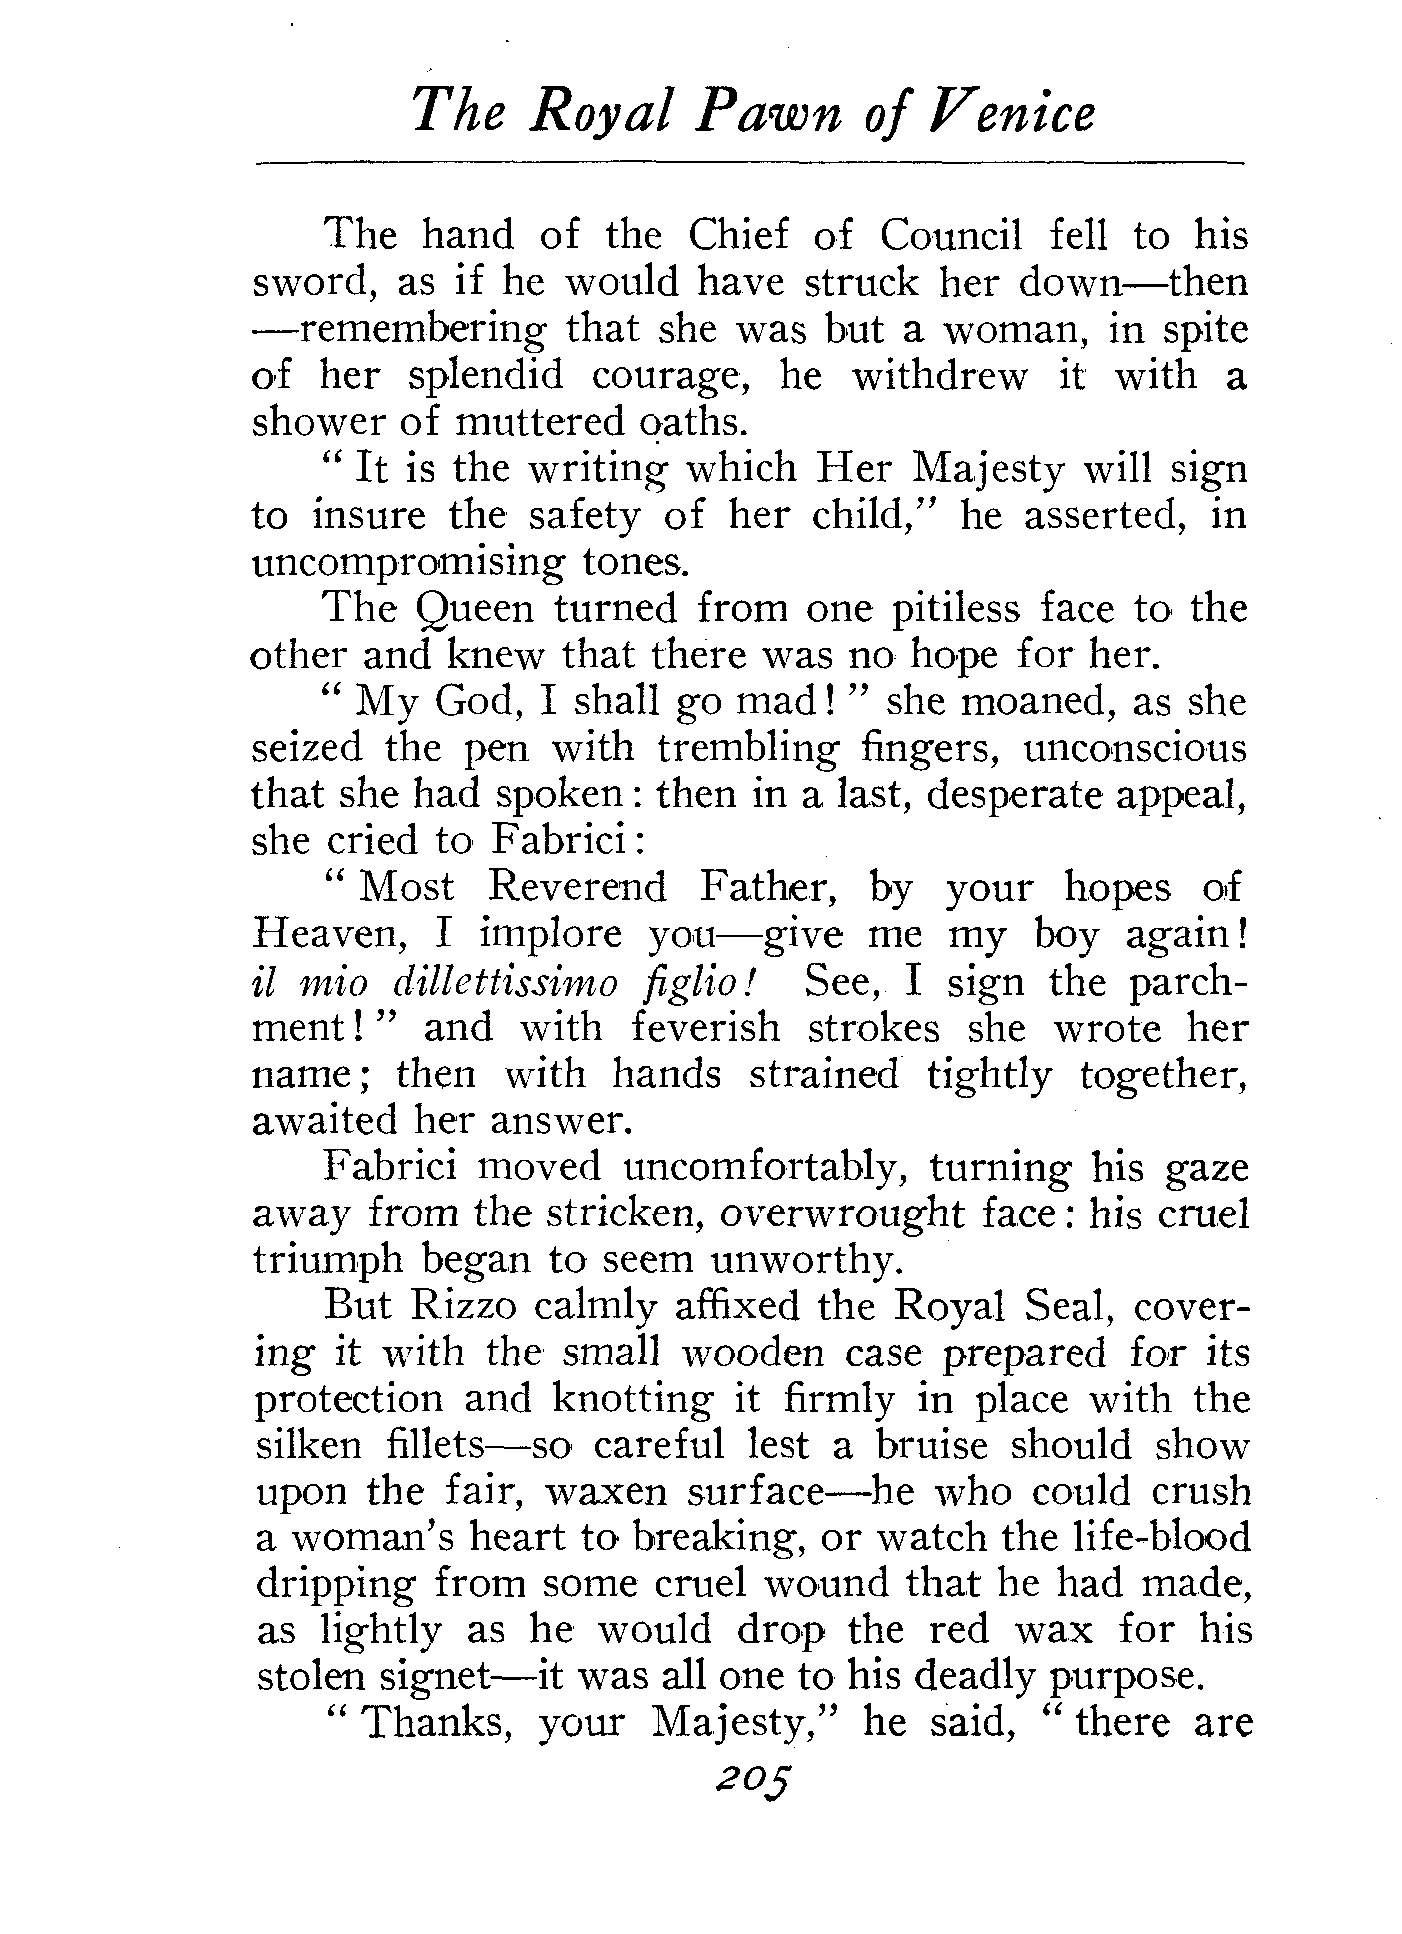 The Royal Pawn of Venice
The hand of the Chief of Council fell to his
sword, as if he would have struck her down—then
—remembering that she was but a woman, in spite
of her splendid courage, he withdrew it with a
shower of muttered oaths.
“ It is the writing which Her Majesty will sign
to insure the safety of her child,” he asserted, in
uncompromising tones.
The Queen turned from one pitiless face to the
other and knew that there was no hope for her.
“ My God, I shall go mad! ” she moaned, as she
seized the pen with trembling fingers, unconscious
that she had spoken: then in a last, desperate appeal,
she cried to Fabrici:
“ Most Reverend Father, by your hopes of
Heaven, I implore you—give me my boy again!
il mio dillettissimo figlio! See, I sign the parch-
ment! ” and with feverish strokes she wrote her
name; then with hands strained tightly together,
awaited her answer.
Fabrici moved uncomfortably, turning his gaze
away from the stricken, overwrought face: his cruel
triumph began to seem unworthy.
But Rizzo calmly affixed the Royal Seal, cover-
ing it with the small wooden case prepared for its
protection and knotting it firmly in place with the
silken fillets—so careful lest a bruise should show
upon the fair, waxen surface—he who could crush
a woman's heart to breaking, or watch the life-blood
dripping from some cruel wound that he had made,
as lightly as he would drop the red wax for his
stolen signet—it was all one to his deadly purpose.
“ Thanks, your Majesty,” he said, “ there are
205